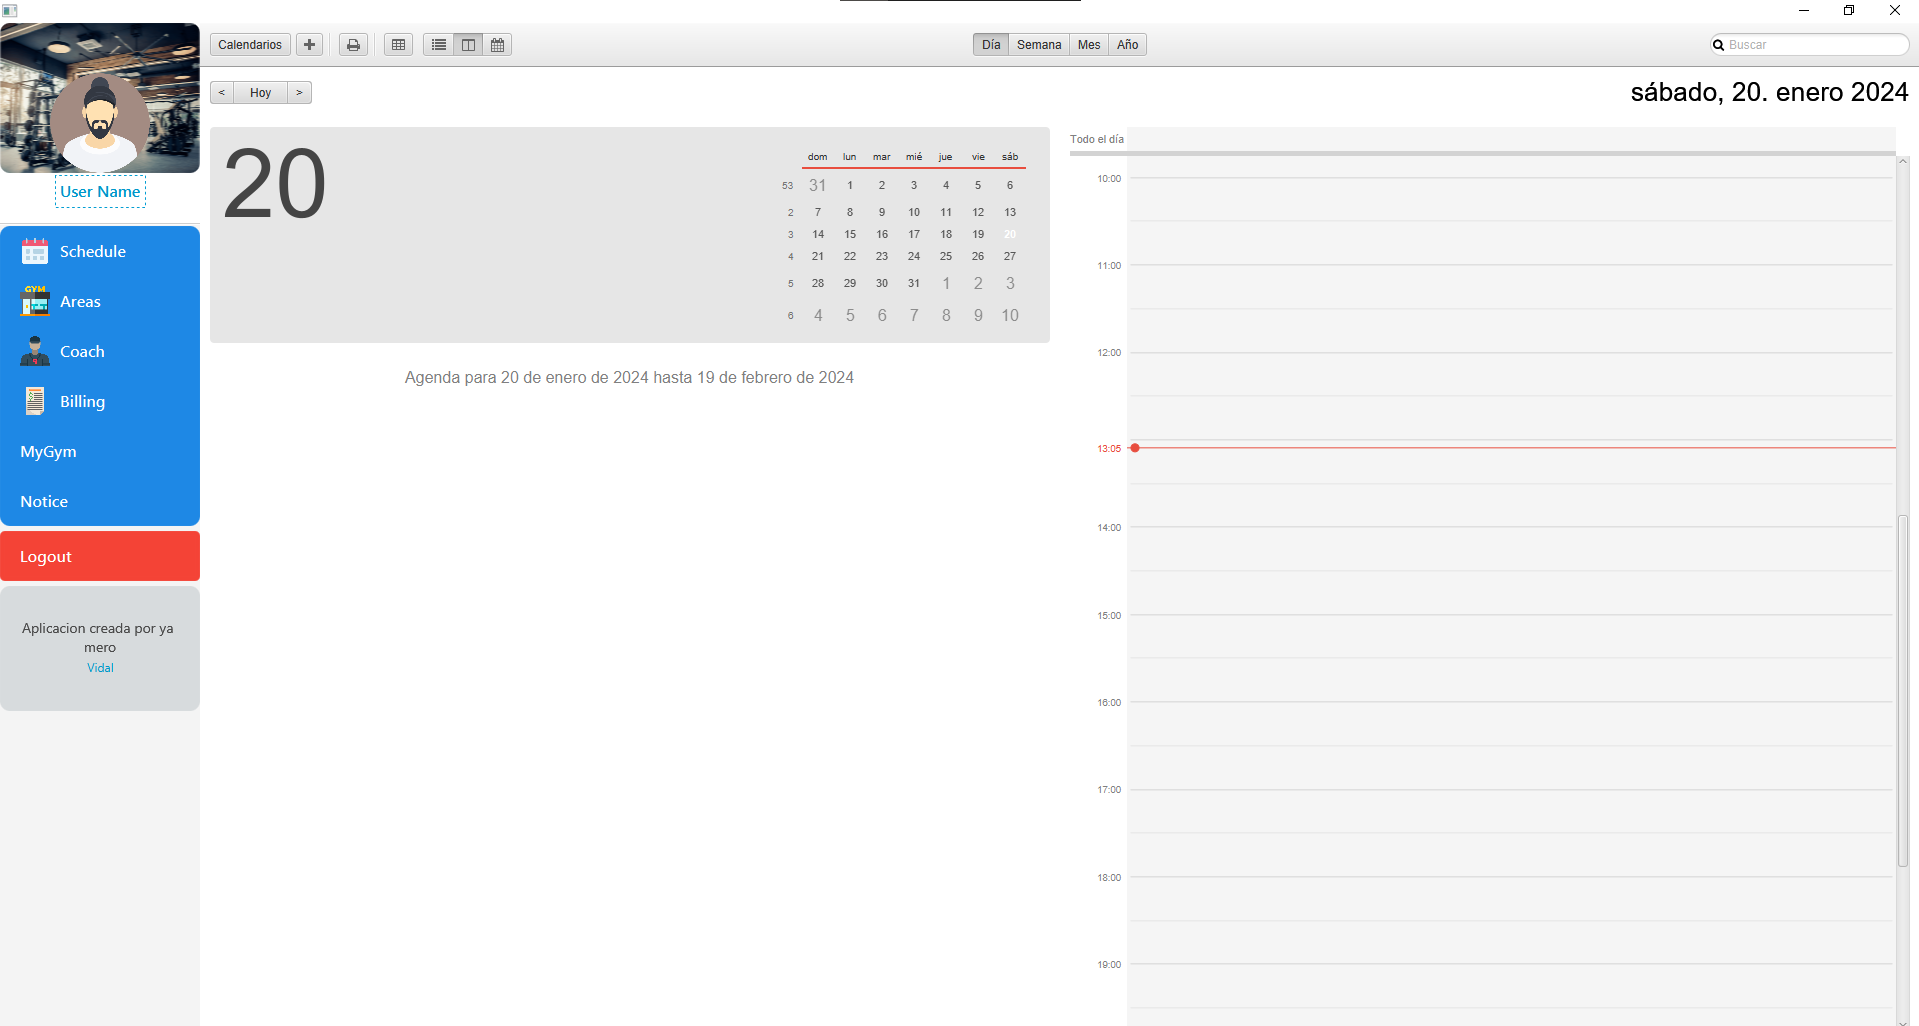 Calendarios
Día Semana Mes Año
Buscar
< Hoy >
sábado, 20. enero 2024
User Name
Schedule
GYM
Areas
Coach
Billing
MyGym
Notice
Logout
Aplicacion creada por ya
mero
Vidal
20
dom lun mar mié jue vie sáb
53 31 1 2 3 4 5 6
2 7 8 9 10 11 12 13
3 14 15 16 17 18 19 20
4 21 22 23 24 25 26 27
5 28 29 30 31 1 2 3
6 4 5 6 7 8 9 10
Agenda para 20 de enero de 2024 hasta 19 de febrero de 2024
Todo el día
10:00
11:00
12:00
13:05
14:00
15:00
16:00
17:00
18:00
19:00